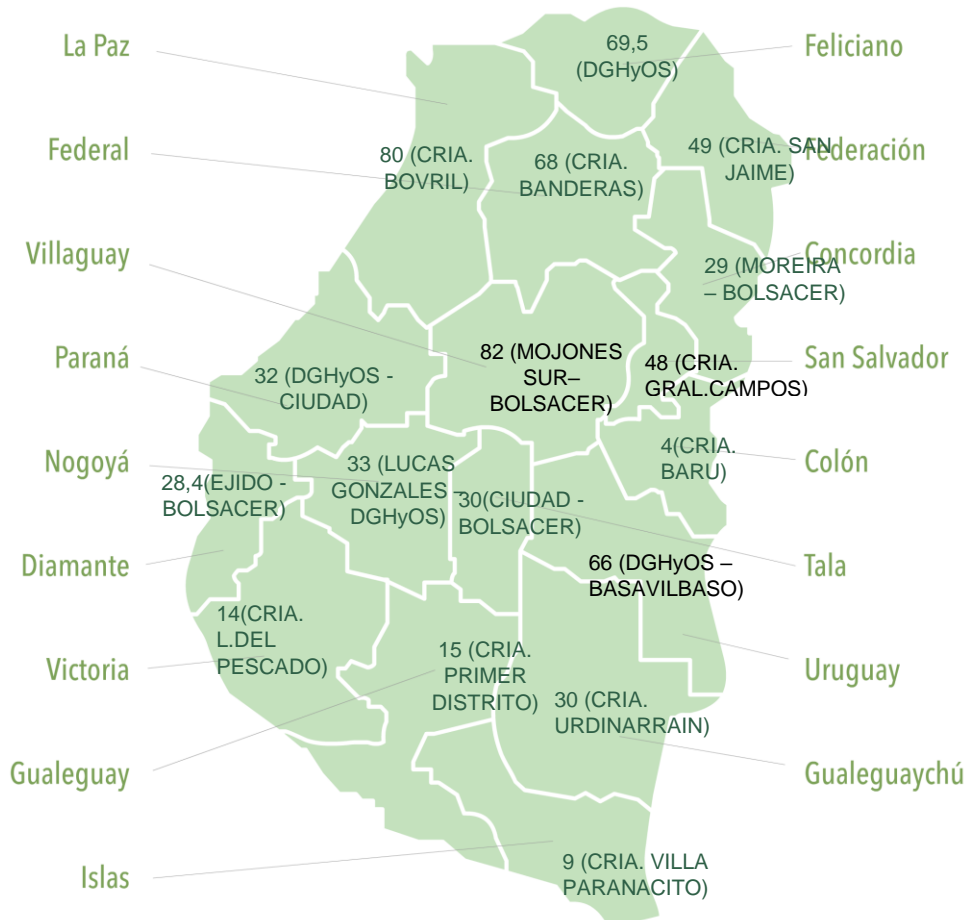 La Paz
69,5
(DGHyOS)
Feliciano
Federal
80 (CRIA.
BOVRIL)
68 (CRIA.
BANDERAS)
49 (CRIA. SAN
JAIME)
Federación
Villaguay
Concordia
29 (MOREIRA
– BOLSACER)
Paraná
32 (DGHyOS -
CIUDAD)
82 (MOJONES
SUR–
BOLSACER)
48 (CRIA.
GRAL.CAMPOS)
San Salvador
Nogoyá
28,4(EJIDO -
BOLSACER)
33 (LUCAS
GONZALES –
DGHyOS)
30(CIUDAD -
BOLSACER)
4(CRIA.
BARU)
Colón
Diamante
66 (DGHyOS –
BASAVILBASO)
Tala
Victoria
14(CRIA.
L.DEL
PESCADO)
15 (CRIA.
PRIMER
DISTRITO)
30 (CRIA.
URDINARRAIN)
Uruguay
Gualeguay
Gualeguaychú
Islas
9 (CRIA. VILLA
PARANACITO)